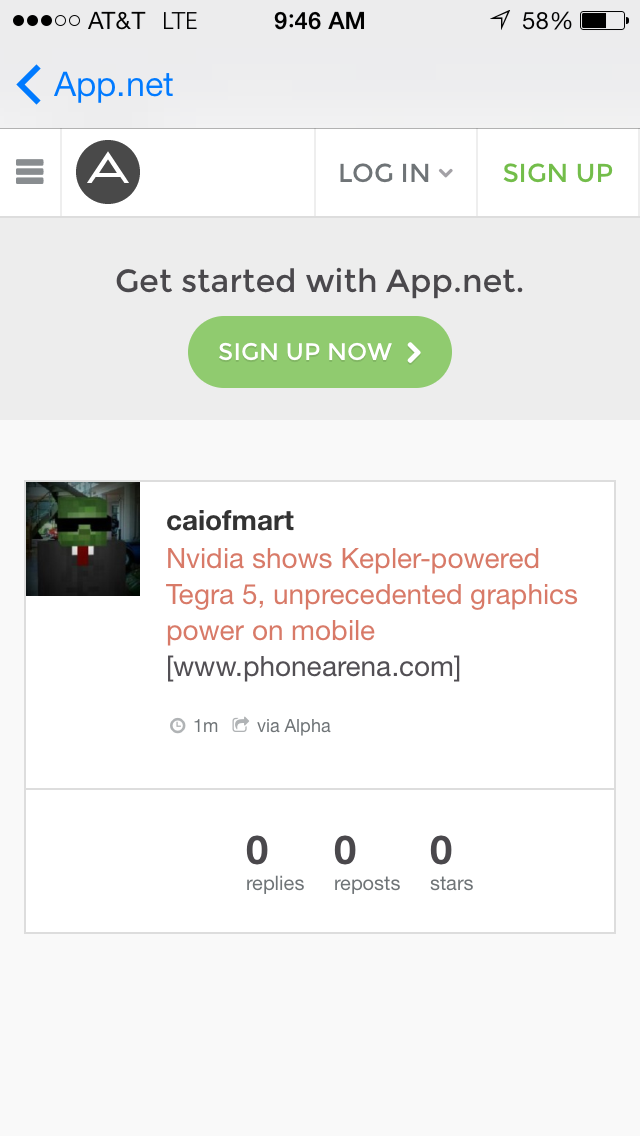 AT&T LTE 9:46 AM 58%
App.net
LOG IN SIGN UP
Get started with App.net.
SIGN UP NOW
caiofmart
Nvidia shows Kepler-powered
Tegra 5, unprecedented graphics
power on mobile
[www.phonearena.com]
1m via Alpha
0 0 0
replies reposts stars